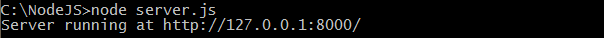 C:\NodeJS>node server.js
Server running at http://127.0.0.1:8000/